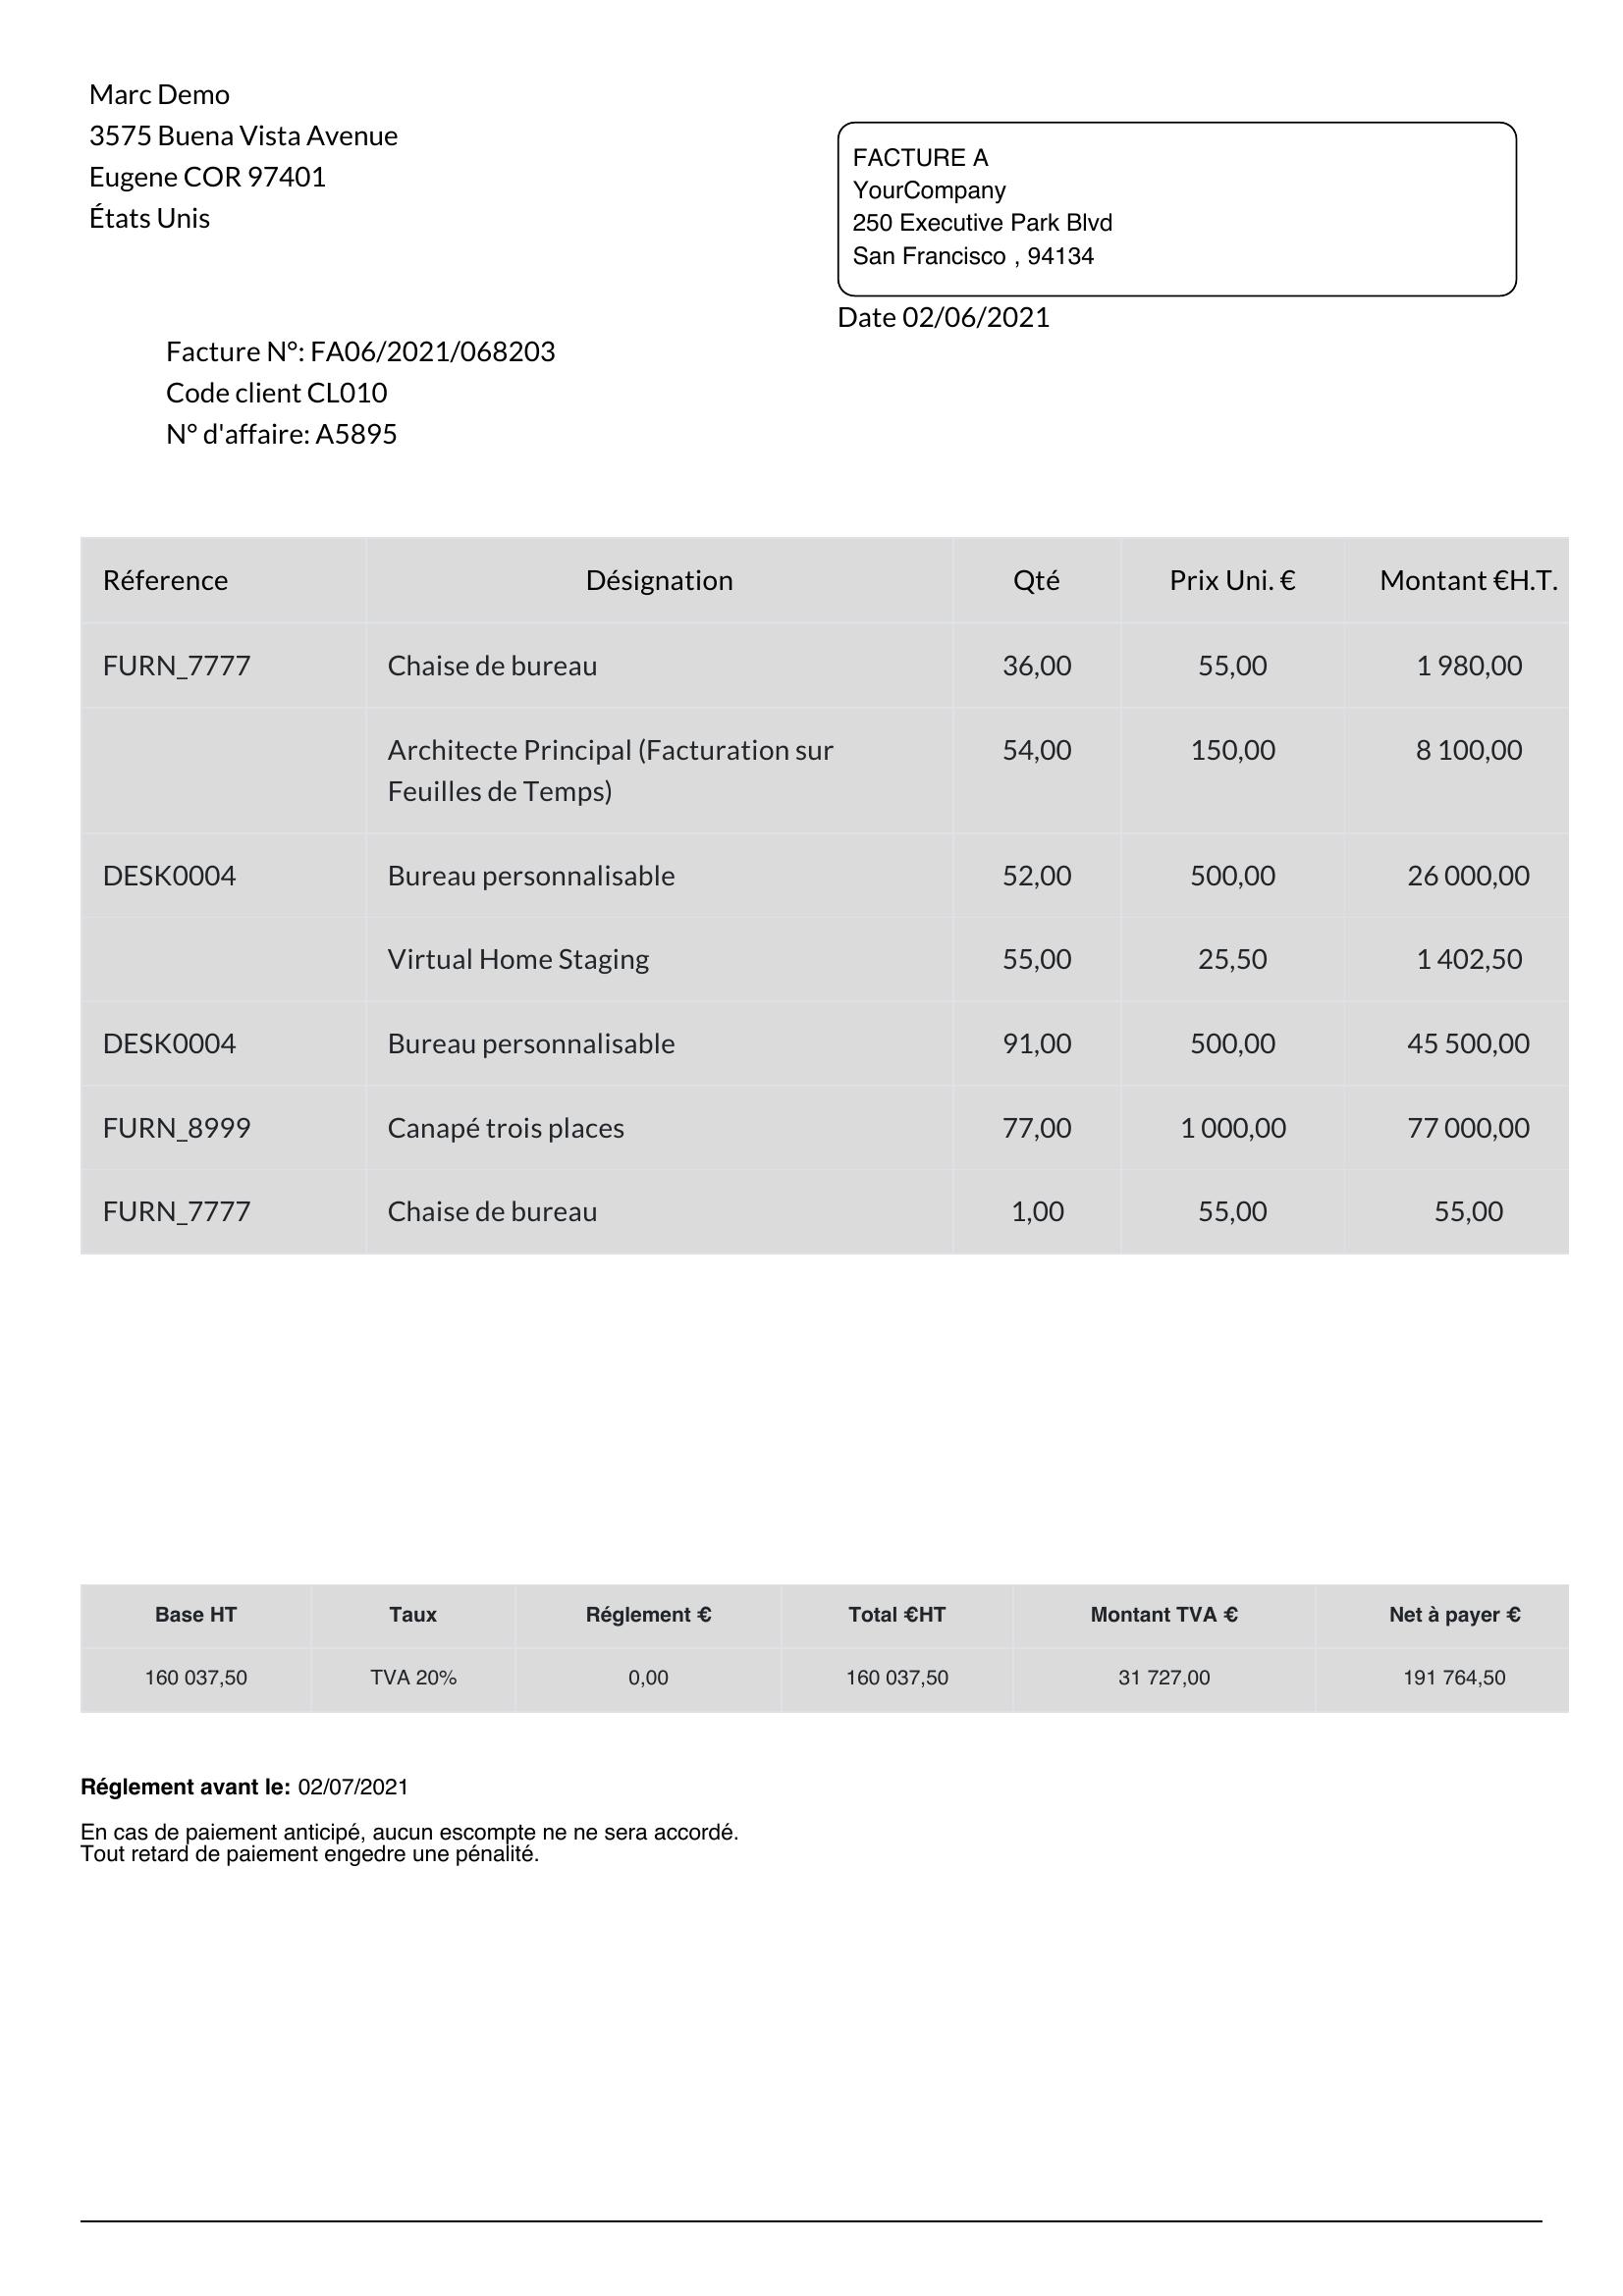 Marc Demo
3575 Buena Vista Avenue
Eugene COR 97401
États Unis
FACTURE A
YourCompany
250 Executive Park Blvd
San Francisco , 94134
Date 02/06/2021
Facture N°: FA06/2021/068203
Code client CL010
N° d'affaire: A5895
Réference Désignation Qté Prix Uni. € Montant €H.T.
FURN_7777 Chaise de bureau 36,00 55,00 1 980,00
Architecte Principal (Facturation sur 54,00 150,00 8 100,00
Feuilles de Temps)
DESK0004 Bureau personnalisable 52,00 500,00 26 000,00
Virtual Home Staging 55,00 25,50 1 402,50
DESK0004 Bureau personnalisable 91,00 500,00 45 500,00
FURN_8999 Canapé trois places 77,00 1 000,00 77 000,00
FURN_7777 Chaise de bureau 1,00 55,00 55,00
Base HT Taux Réglement € Total €HT Montant TVA € Net à payer €
160 037,50 TVA 20% 0,00 160 037,50 31 727,00 191 764,50
Réglement avant le: 02/07/2021
En cas de paiement anticipé, aucun escompte ne ne sera accordé.
Tout retard de paiement engedre une pénalité.